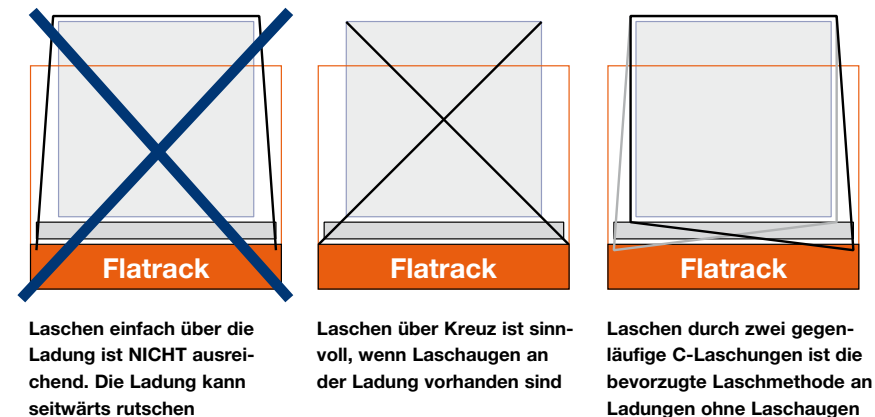 Flatrack
Laschen einfach über die
Ladung ist NICHT ausrei-
chend. Die Ladung kann
seitwärts rutschen
Flatrack
Laschen über Kreuz ist sinn-
voll, wenn Laschaugen an
der Ladung vorhanden sind
Flatrack
Laschen durch zwei gegen-
läufige C-Laschungen ist die
bevorzugte Laschmethode an
Ladungen ohne Laschaugen